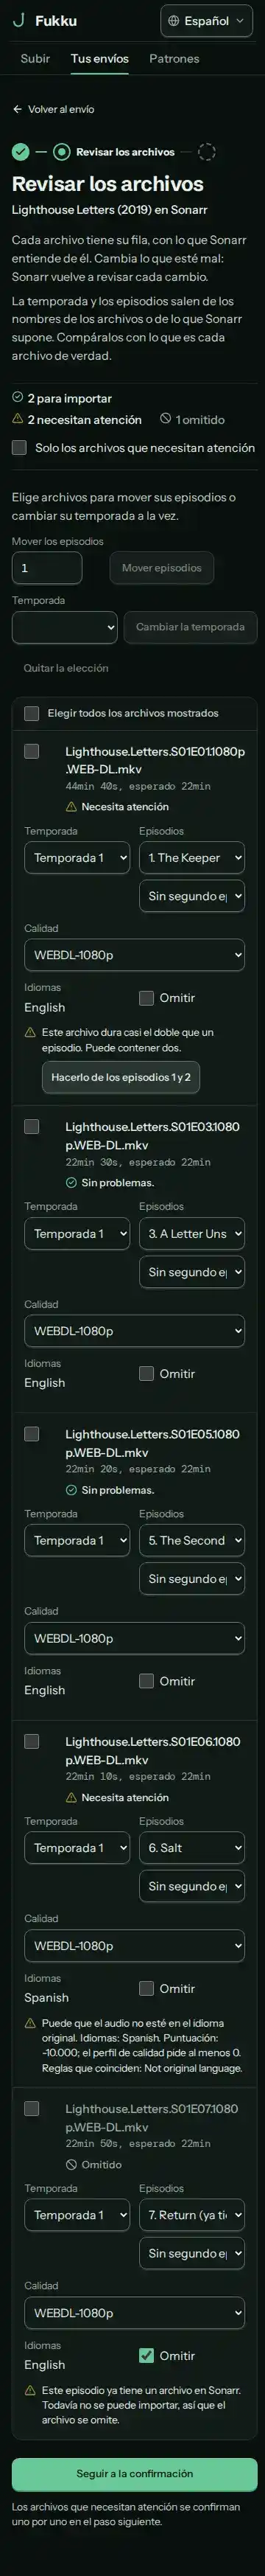 Fukku
Español
Subir
Tus envíos
Patrones
Volver al envío
Revisar los archivos
Revisar los archivos
Lighthouse Letters (2019) en Sonarr
Cada archivo tiene su fila, con lo que Sonarr
entiende de él. Cambia lo que esté mal:
Sonarr vuelve a revisar cada cambio.
La temporada y los episodios salen de los
nombres de los archivos o de lo que Sonarr
supone. Compáralos con lo que es cada
archivo de verdad.
2 para importar
2 necesitan atención
1 omitido
Solo los archivos que necesitan atención
Elige archivos para mover sus episodios o
cambiar su temporada a la vez.
Mover los episodios
1
Mover episodios
Temporada
Cambiar la temporada
Quitar la elección
Elegir todos los archivos mostrados
Lighthouse.Letters.S01E01.1080p
.WEB-DL.mkv
44min 40s, esperado 22min
Necesita atención
Temporada
Episodios
Temporada 1
1. The Keeper
Sin segundo ep
Calidad
WEBDL-1080p
Idiomas
English
Omitir
Este archivo dura casi el doble que un
episodio. Puede contener dos.
Hacerlo de los episodios 1 y 2
Lighthouse.Letters.S01E03.1080
p.WEB-DL.mkv
22min 30s, esperado 22min
Sin problemas.
Temporada
Episodios
Temporada 1
3. A Letter Uns
Sin segundo ep
Calidad
WEBDL-1080p
Idiomas
English
Omitir
Lighthouse.Letters.S01E05.1080
p.WEB-DL.mkv
22min 20s, esperado 22min
Sin problemas.
Temporada
Episodios
Temporada 1
5. The Second
Sin segundo ep
Calidad
WEBDL-1080p
Idiomas
English
Omitir
Lighthouse.Letters.S01E06.1080
p.WEB-DL.mkv
22min 10s, esperado 22min
Necesita atención
Temporada
Episodios
Temporada 1
6. Salt
Sin segundo ep
Calidad
WEBDL-1080p
Idiomas
Spanish
Omitir
Puede que el audio no esté en el idioma
original. Idiomas: Spanish. Puntuación:
-10.000; el perfil de calidad pide al menos 0.
Reglas que coinciden: Not original language.
Lighthouse.Letters.S01E07.1080
p.WEB-DL.mkv
22min 50s, esperado 22min
Omitido
Temporada
Episodios
Temporada 1
7. Return (ya tie
Sin segundo ep
Calidad
WEBDL-1080p
Idiomas
English
Omitir
Este episodio ya tiene un archivo en Sonarr.
Todavía no se puede importar, así que el
archivo se omite.
Seguir a la confirmación
Los archivos que necesitan atención se confirman
uno por uno en el paso siguiente.